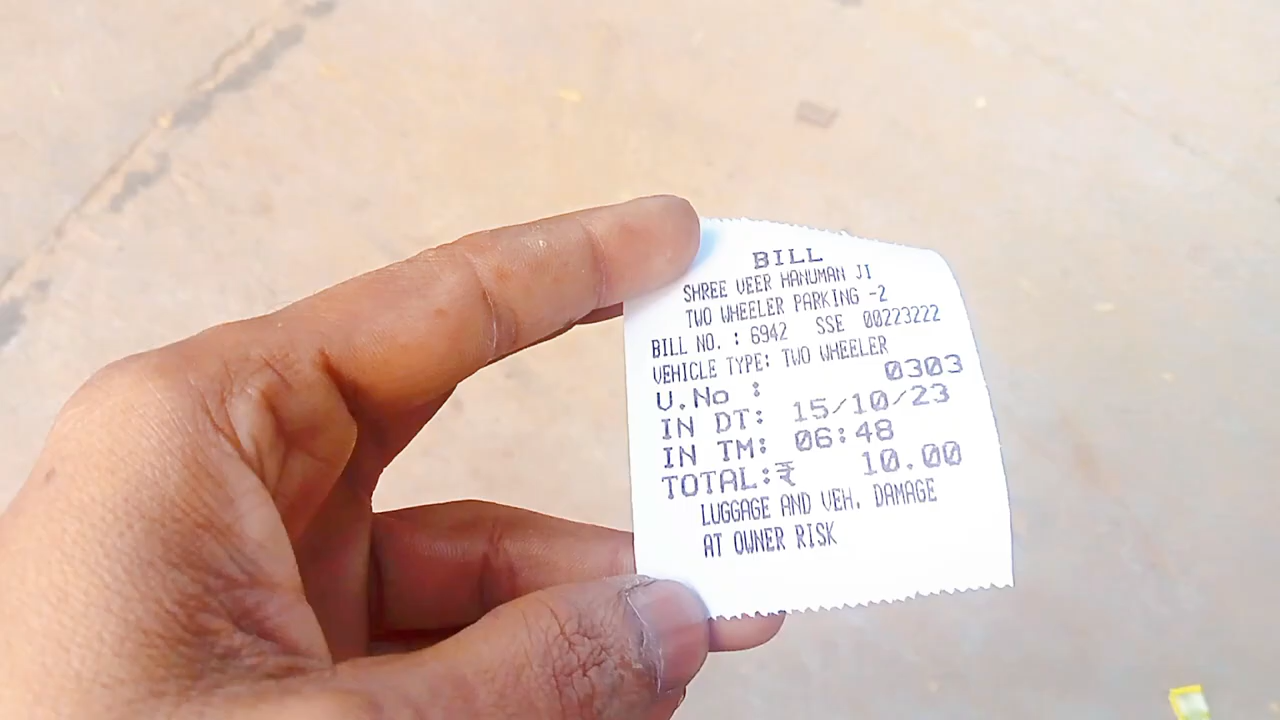 BILL
SHREE VEER HANUMAN JI
TWO WHEELER PARKING -2
BILL NO. : 6942 SSE 00223222
VEHICLE TYPE: TWO WHEELER
V.No : 0303
IN DT: 15/10/23
IN TM: 06:48
TOTAL:₹ 10.00
LUGGAGE AND VEH. DAMAGE
AT OWNER RISK